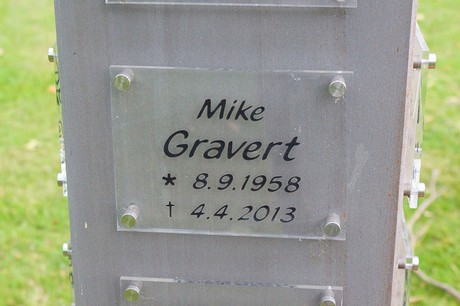 Mike
Gravert
* 8.9.1958
† 4.4.2013